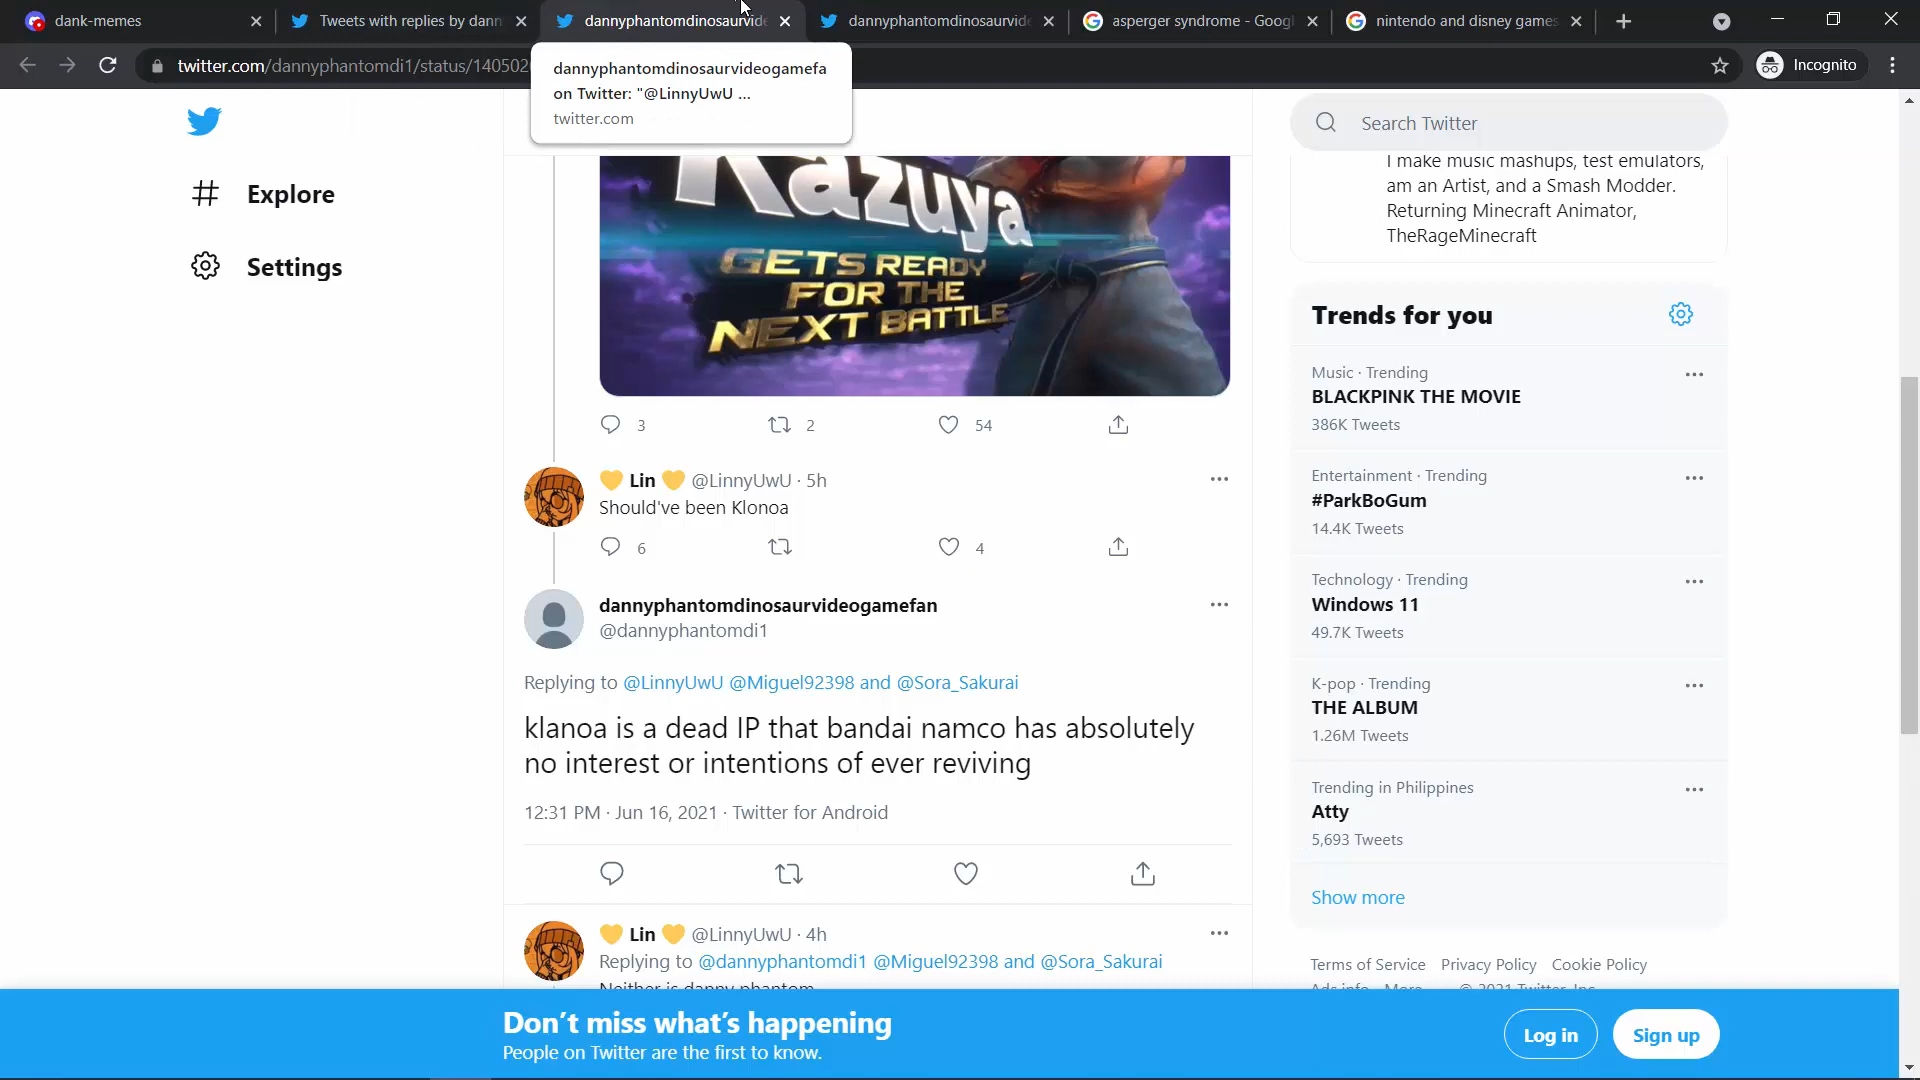 dank-memes
Tweets with replies by dann
dannyphantomdinosaurvide
dannyphantomdinosaurvide
asperger syndrome - Googl
nintendo and disney games
twitter.com/dannyphantomdi1/status/140502
Incognito
dannyphantomdinosaurvideogamefa
on Twitter: "@LinnyUwU ...
twitter.com
Explore
Settings
Kazuya
GETS READY
FOR THE
NEXT BATTLE
3
2
54
💛 Lin 💛 @LinnyUwU · 5h
Should've been Klonoa
6
4
dannyphantomdinosaurvideogamefan
@dannyphantomdi1
Replying to @LinnyUwU @Miguel92398 and @Sora_Sakurai
klanoa is a dead IP that bandai namco has absolutely
no interest or intentions of ever reviving
12:31 PM · Jun 16, 2021 · Twitter for Android
💛 Lin 💛 @LinnyUwU · 4h
Replying to @dannyphantomdi1 @Miguel92398 and @Sora_Sakurai
Neither is danny phantom
Search Twitter
I make music mashups, test emulators,
am an Artist, and a Smash Modder.
Returning Minecraft Animator,
TheRageMinecraft
Trends for you
Music · Trending
BLACKPINK THE MOVIE
386K Tweets
Entertainment · Trending
#ParkBoGum
14.4K Tweets
Technology · Trending
Windows 11
49.7K Tweets
K-pop · Trending
THE ALBUM
1.26M Tweets
Trending in Philippines
Atty
5,693 Tweets
Show more
Terms of Service Privacy Policy Cookie Policy
Ads info More © 2021 Twitter, Inc.
Don't miss what's happening
People on Twitter are the first to know.
Log in
Sign up